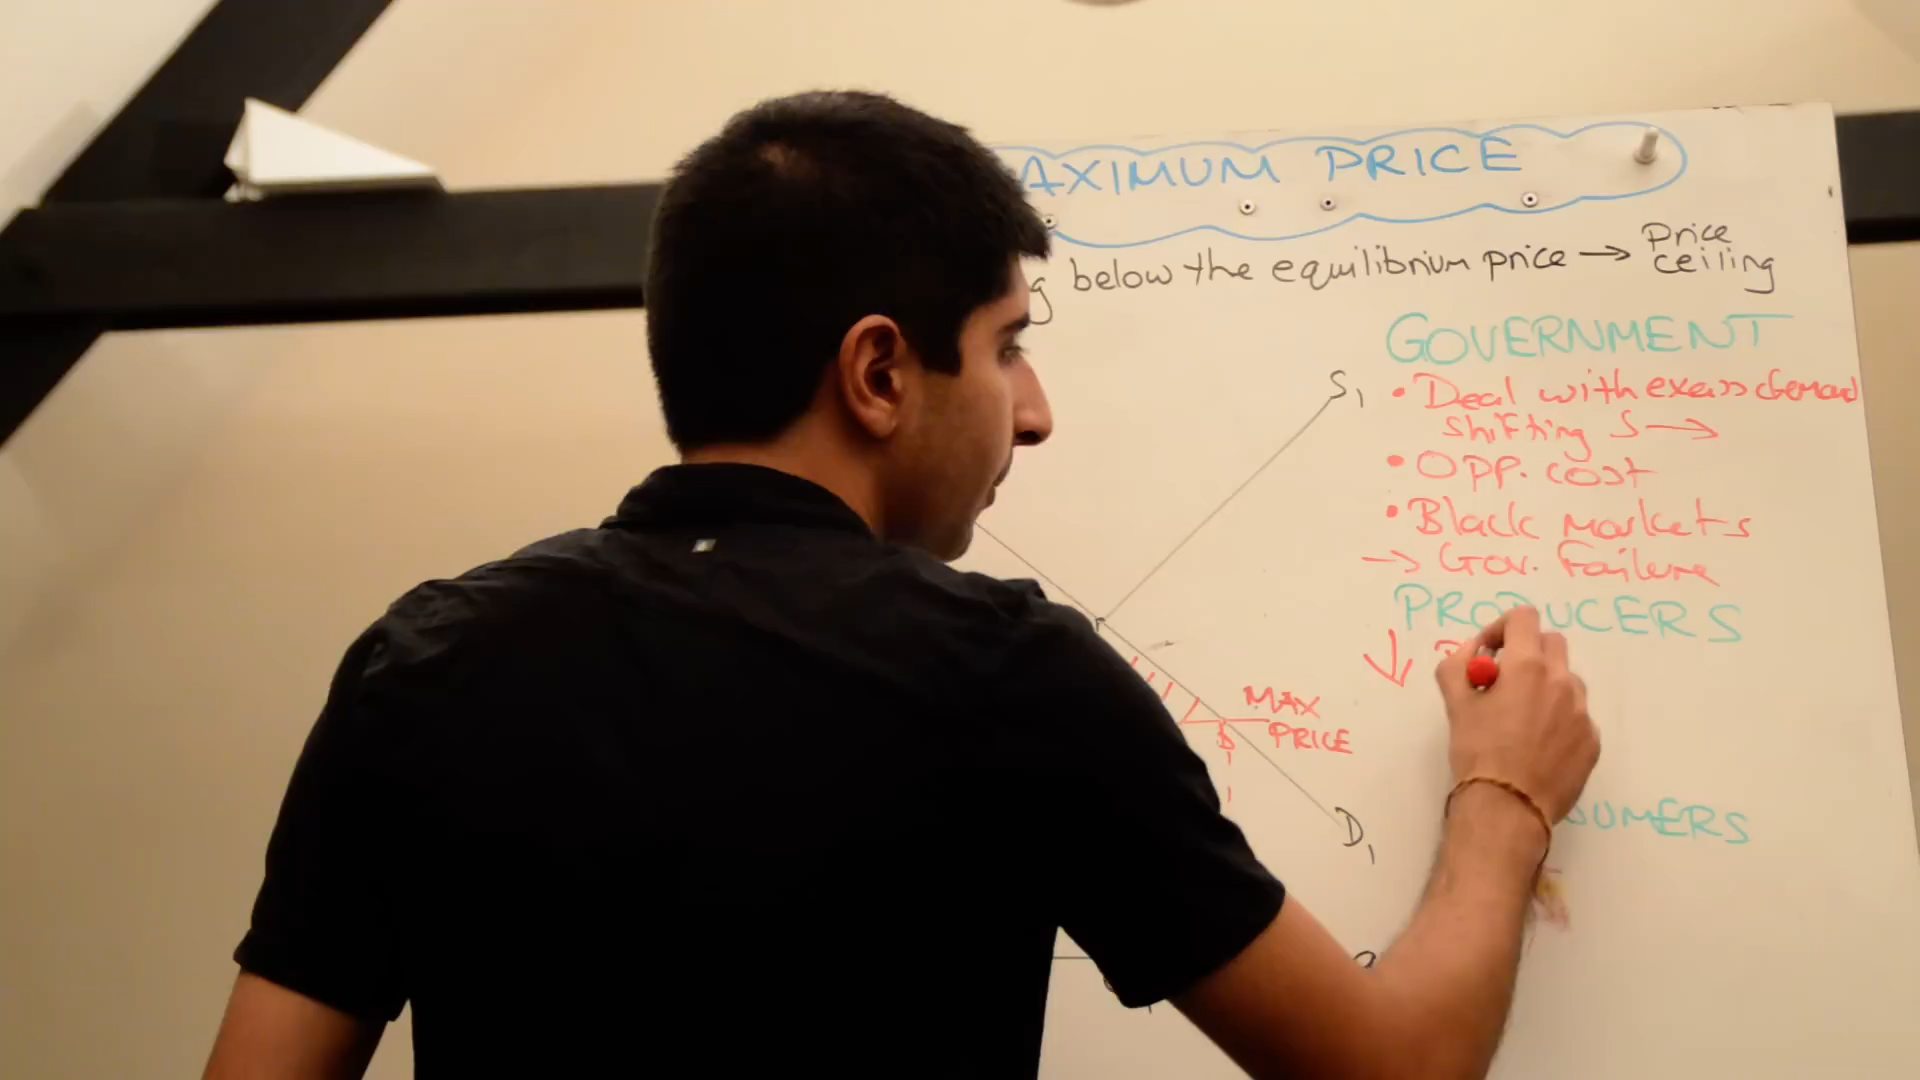 AXIMUM PRICE
g below the equilibrium price → Price
ceiling
GOVERNMENT
S1
• Deal with excess demand
shifting S →
• Opp. cost
• Black markets
→ Gov. Failure
PRODUCERS
↓
MAX
PRICE
D1
SUMERS